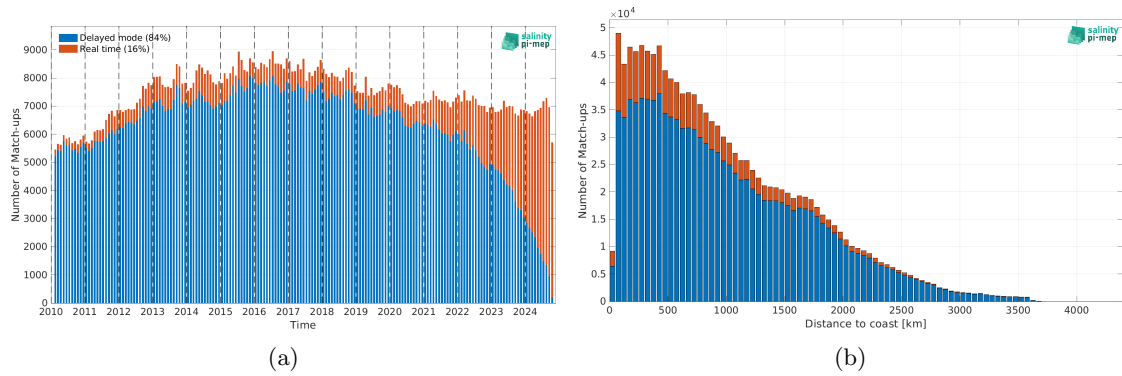 Delayed mode (84%)
Real time (16%)
salinity
pi-mep
Number of Match-ups
9000
8000
7000
6000
5000
4000
3000
2000
1000
0
2010 2011 2012 2013 2014 2015 2016 2017 2018 2019 2020 2021 2022 2023 2024
Time
(a)
×10⁴
salinity
pi-mep
Number of Match-ups
5
4.5
4
3.5
3
2.5
2
1.5
1
0.5
0
0 500 1000 1500 2000 2500 3000 3500 4000
Distance to coast [km]
(b)